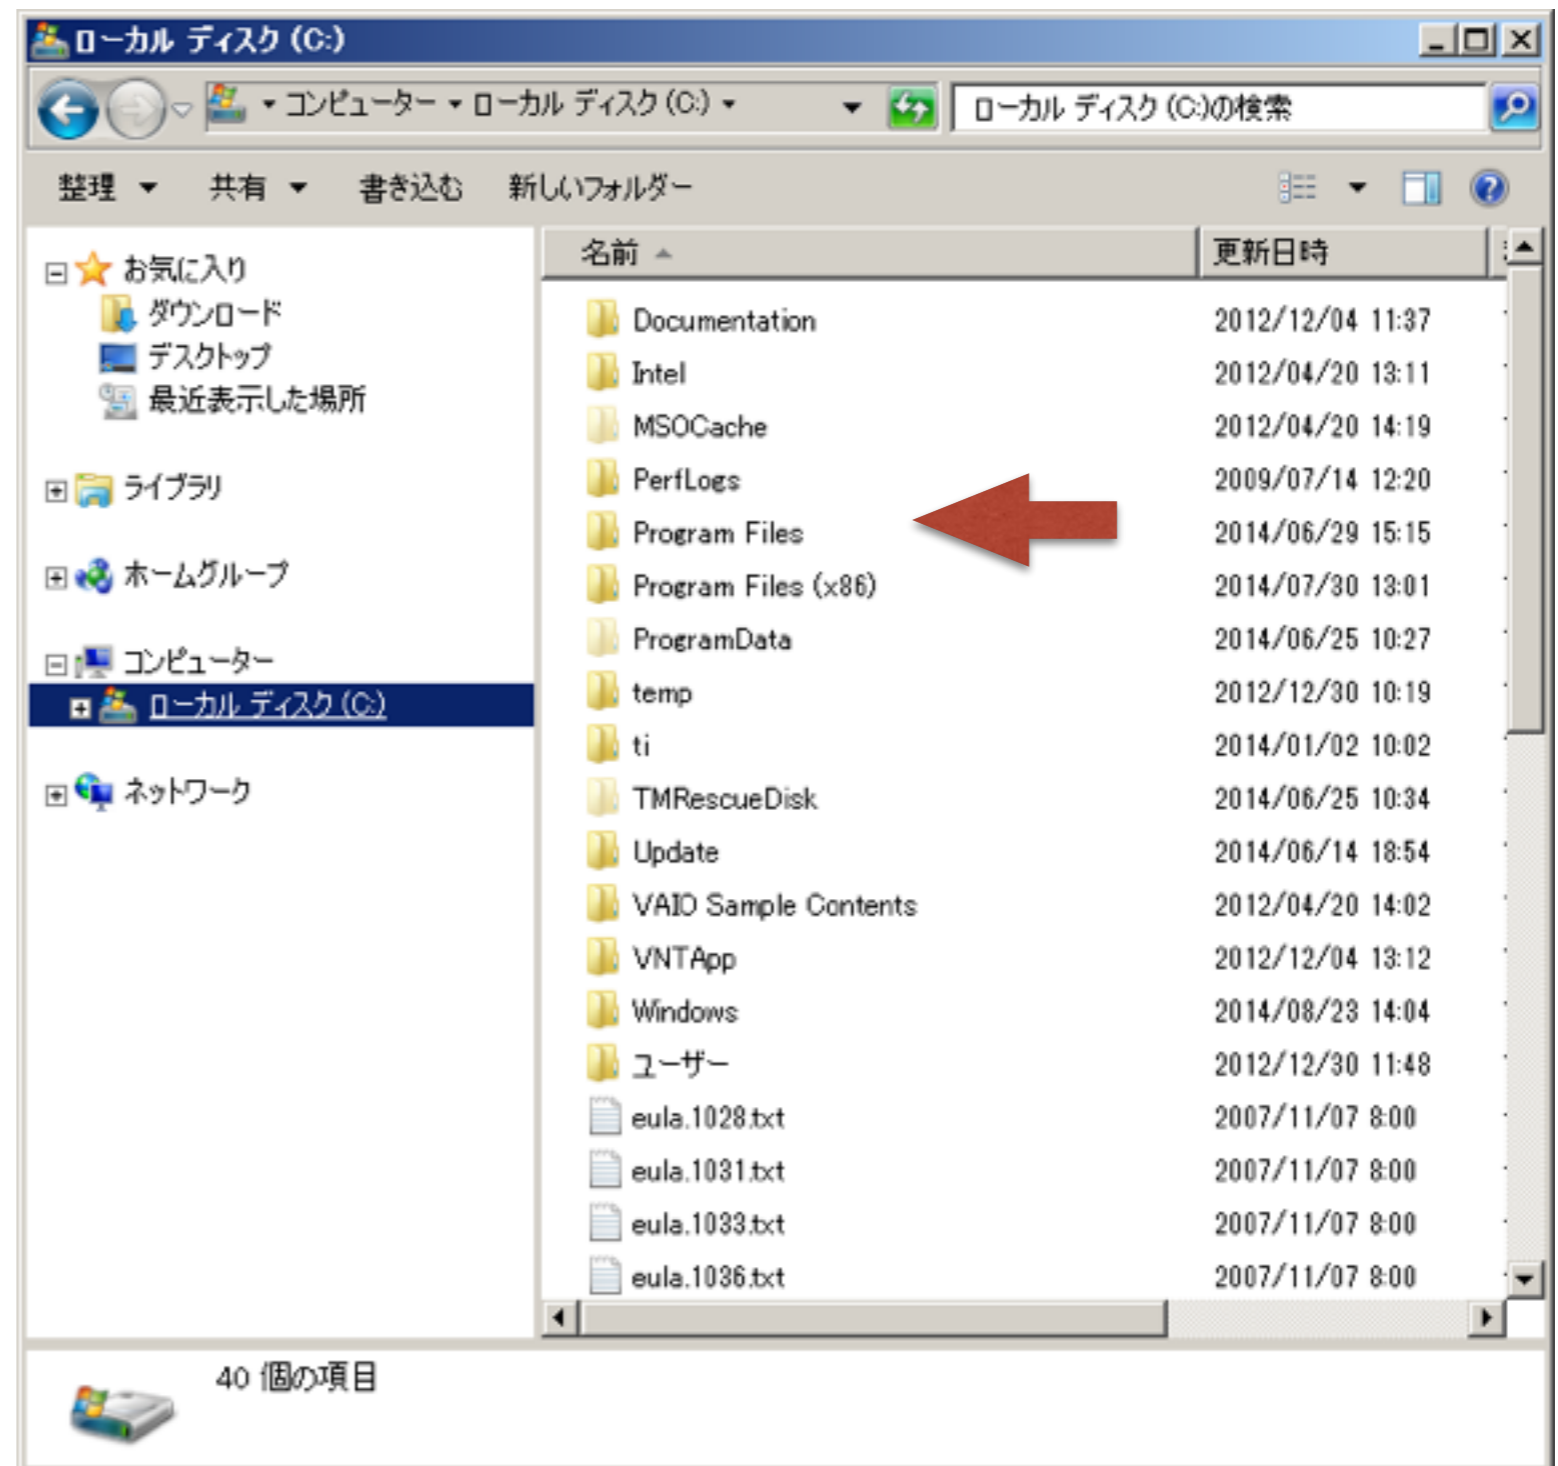 ローカル ディスク (C:)
コンピューター ローカル ディスク (C:)
ローカル ディスク (C:)の検索
整理 共有 書き込む 新しいフォルダー
お気に入り
ダウンロード
デスクトップ
最近表示した場所
ライブラリ
ホームグループ
コンピューター
ローカル ディスク (C:)
ネットワーク
名前 更新日時
Documentation 2012/12/04 11:37
Intel 2012/04/20 13:11
MSOCache 2012/04/20 14:19
PerfLogs 2009/07/14 12:20
Program Files 2014/06/29 15:15
Program Files (x86) 2014/07/30 13:01
ProgramData 2014/06/25 10:27
temp 2012/12/30 10:19
ti 2014/01/02 10:02
TMRescueDisk 2014/06/25 10:34
Update 2014/06/14 18:54
VAIO Sample Contents 2012/04/20 14:02
VNTApp 2012/12/04 13:12
Windows 2014/08/23 14:04
ユーザー 2012/12/30 11:48
eula.1028.txt 2007/11/07 8:00
eula.1031.txt 2007/11/07 8:00
eula.1033.txt 2007/11/07 8:00
eula.1036.txt 2007/11/07 8:00
40 個の項目